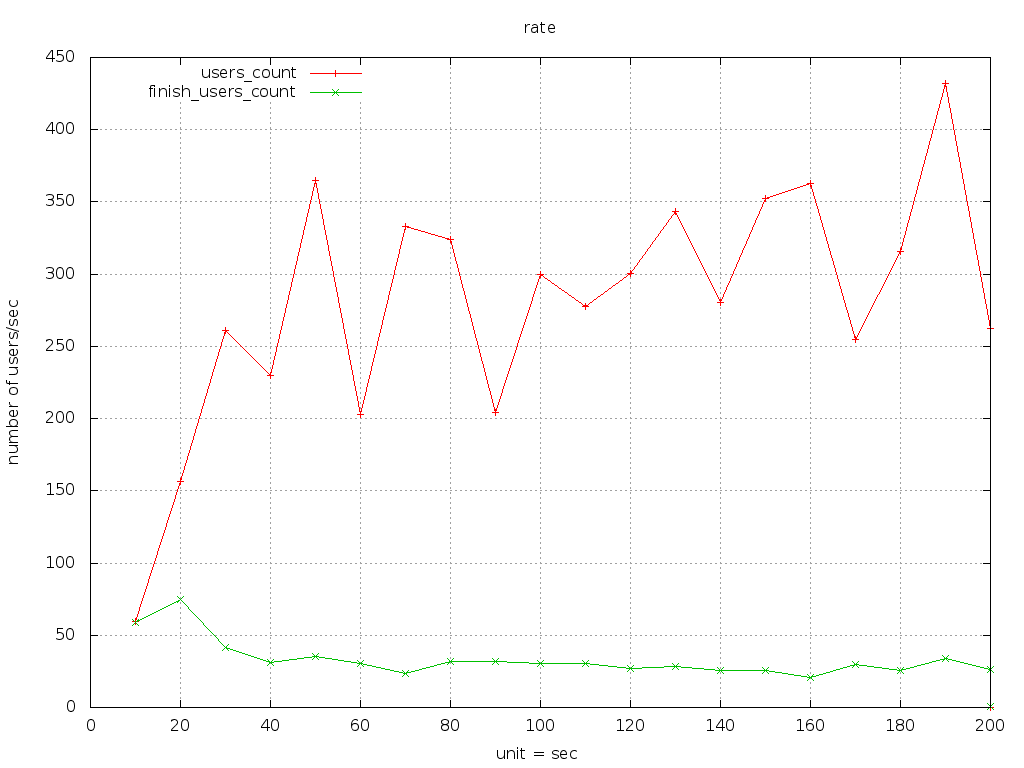 rate
users_count
finish_users_count
450
400
350
300
250
200
150
100
50
0
number of users/sec
0 20 40 60 80 100 120 140 160 180 200
unit = sec